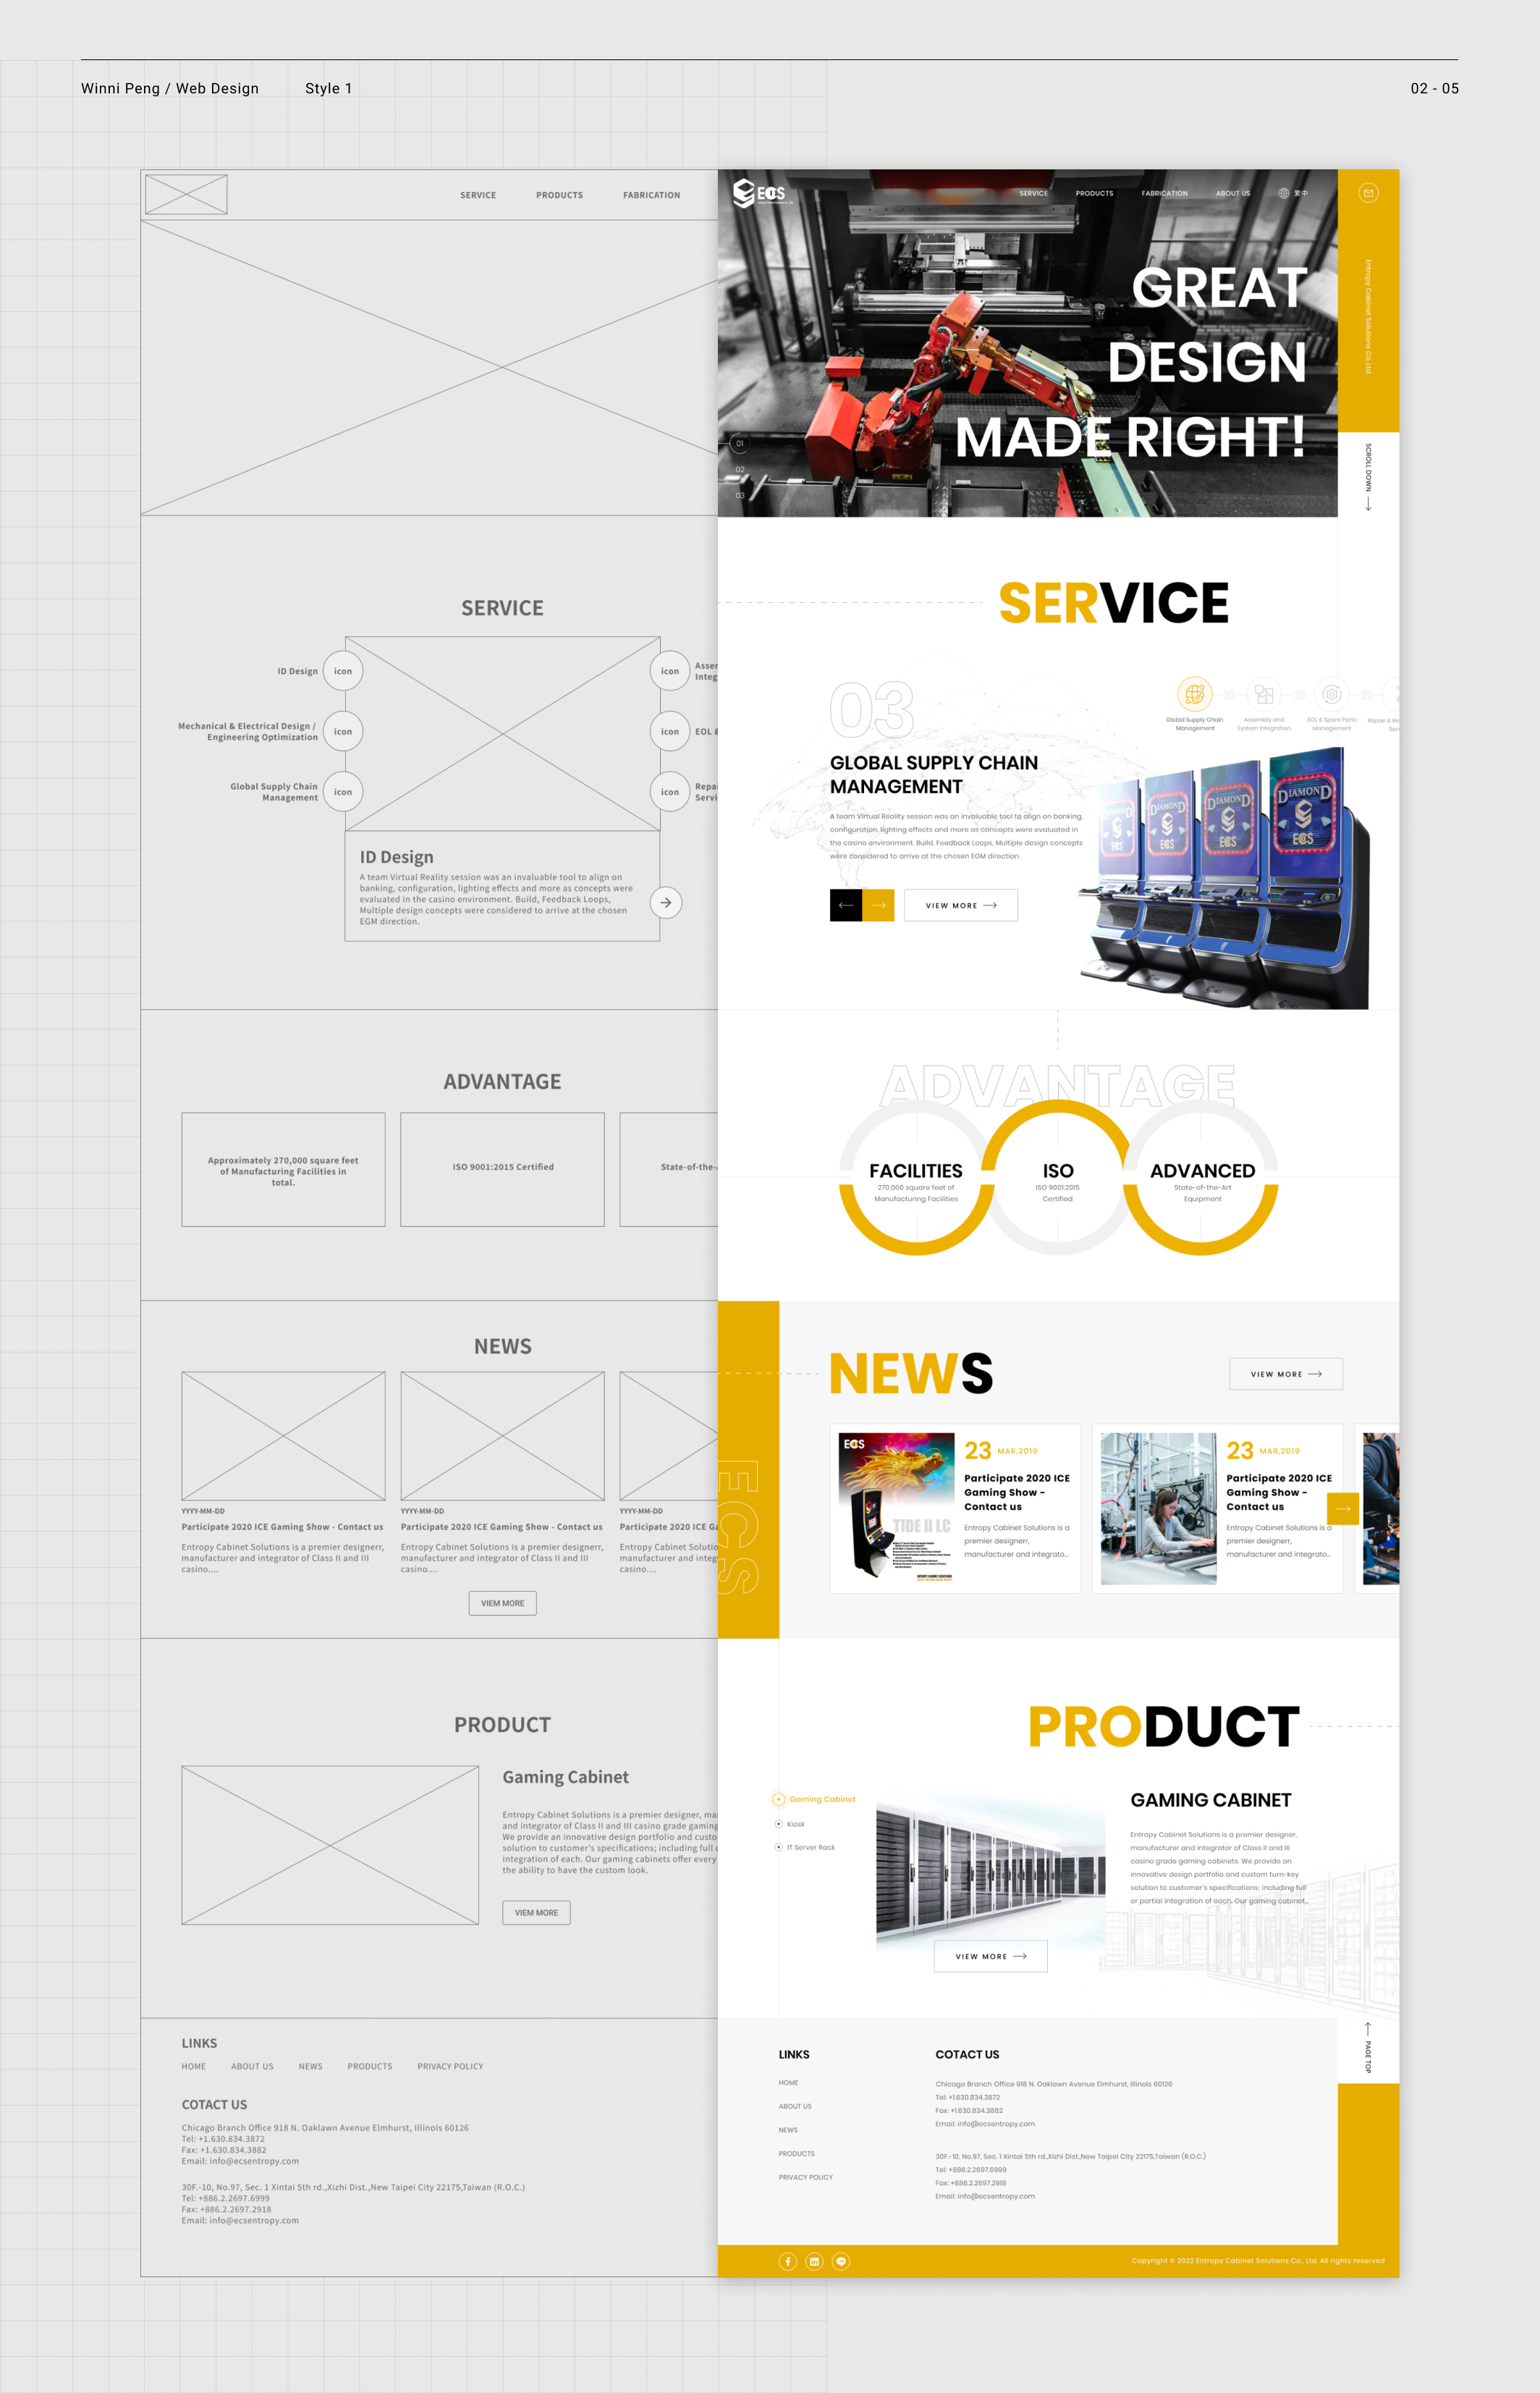 Winni Peng / Web Design
Style 1
02 - 05
SERVICE
PRODUCTS
FABRICATION
SERVICE
ID Design
icon
Mechanical & Electrical Design /
Engineering Optimization
icon
Global Supply Chain
Management
icon
icon
icon
EOL &
icon
ID Design
A team Virtual Reality session was an invaluable tool to align on
banking, configuration, lighting effects and more as concepts were
evaluated in the casino environment. Build, Feedback Loops,
Multiple design concepts were considered to arrive at the chosen
EGM direction.
ADVANTAGE
Approximately 270,000 square feet
of Manufacturing Facilities in
total.
ISO 9001:2015 Certified
State-of-the-
NEWS
YYYY-MM-DD
Participate 2020 ICE Gaming Show - Contact us
Entropy Cabinet Solutions is a premier designerr,
manufacturer and integrator of Class II and III
casino....
YYYY-MM-DD
Participate 2020 ICE Gaming Show - Contact us
Entropy Cabinet Solutions is a premier designerr,
manufacturer and integrator of Class II and III
casino....
YYYY-MM-DD
Participate 2020 ICE
Entropy Cabinet
manufacturer and
casino....
VIEM MORE
PRODUCT
Gaming Cabinet
Entropy Cabinet Solutions is a premier designer,
and integrator of Class II and III casino grade gaming
We provide an innovative design portfolio and
solution to customer's specifications; including full
integration of each. Our gaming cabinets offer every
the ability to have the custom look.
VIEM MORE
LINKS
HOME
ABOUT US
NEWS
PRODUCTS
PRIVACY POLICY
COTACT US
Chicago Branch Office 918 N. Oaklawn Avenue Elmhurst, Illinois 60126
Tel: +1.630.834.3872
Fax: +1.630.834.3882
Email: info@ecsentropy.com
30F.-10, No.97, Sec. 1 Xintai 5th rd.,Xizhi Dist.,New Taipei City 22175,Taiwan (R.O.C.)
Tel: +886.2.2697.6999
Fax: +886.2.2697.2918
Email: info@ecsentropy.com
ECS
SERVICE
PRODUCTS
FABRICATION
ABOUT US
繁中
GREAT
DESIGN
MADE RIGHT!
01
02
03
Entropy Cabinet Solutions Co.,Ltd.
SCROLL DOWN
SERVICE
03
GLOBAL SUPPLY CHAIN
MANAGEMENT
A team Virtual Reality session was an invaluable tool to align on banking,
configuration, lighting effects and more as concepts were evaluated in
the casino environment. Build, Feedback Loops, Multiple design concepts
were considered to arrive at the chosen EGM direction.
VIEW MORE
Global Supply Chain
Management
Assembly and
System Integration
EOL & Spare Parts
Management
Repair &
DIAMOND
ECS
DIAMOND
ECS
DIAMOND
ECS
DIAMOND
ECS
ADVANTAGE
FACILITIES
270,000 square feet of
Manufacturing Facilities
ISO
ISO 9001:2015
Certified
ADVANCED
State-of-the-Art
Equipment
ECS
NEWS
VIEW MORE
ECS
TIDE II LC
23 MAR,2019
Participate 2020 ICE
Gaming Show -
Contact us
Entropy Cabinet Solutions is a
premier designerr,
manufacturer and integrato...
23 MAR,2019
Participate 2020 ICE
Gaming Show -
Contact us
Entropy Cabinet Solutions is a
premier designerr,
manufacturer and integrato...
PRODUCT
Gaming Cabinet
Kiosk
IT Server Rack
VIEW MORE
GAMING CABINET
Entropy Cabinet Solutions is a premier designer,
manufacturer and integrator of Class II and III
casino grade gaming cabinets. We provide an
innovative design portfolio and custom turn-key
solution to customer's specifications; including full
or partial integration of each. Our gaming cabinet...
PAGE TOP
LINKS
HOME
ABOUT US
NEWS
PRODUCTS
PRIVACY POLICY
COTACT US
Chicago Branch Office 918 N. Oaklawn Avenue Elmhurst, Illinois 60126
Tel: +1.630.834.3872
Fax: +1.630.834.3882
Email: info@ecsentropy.com
30F.-10, No.97, Sec. 1 Xintai 5th rd.,Xizhi Dist.,New Taipei City 22175,Taiwan (R.O.C.)
Tel: +886.2.2697.6999
Fax: +886.2.2697.2918
Email: info@ecsentropy.com
Copyright © 2022 Entropy Cabinet Solutions Co., Ltd. All rights reserved